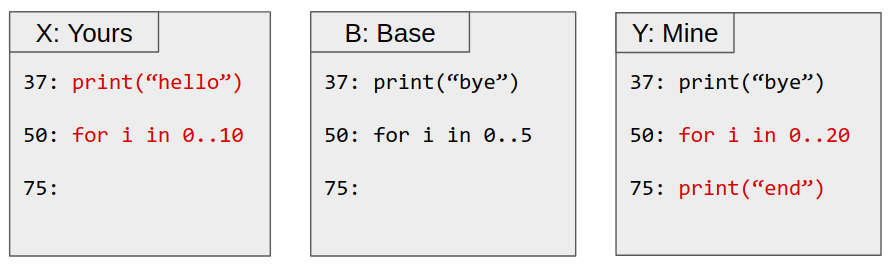 X: Yours
37: print(“hello”)
50: for i in 0..10
75:
B: Base
37: print(“bye”)
50: for i in 0..5
75:
Y: Mine
37: print(“bye”)
50: for i in 0..20
75: print(“end”)